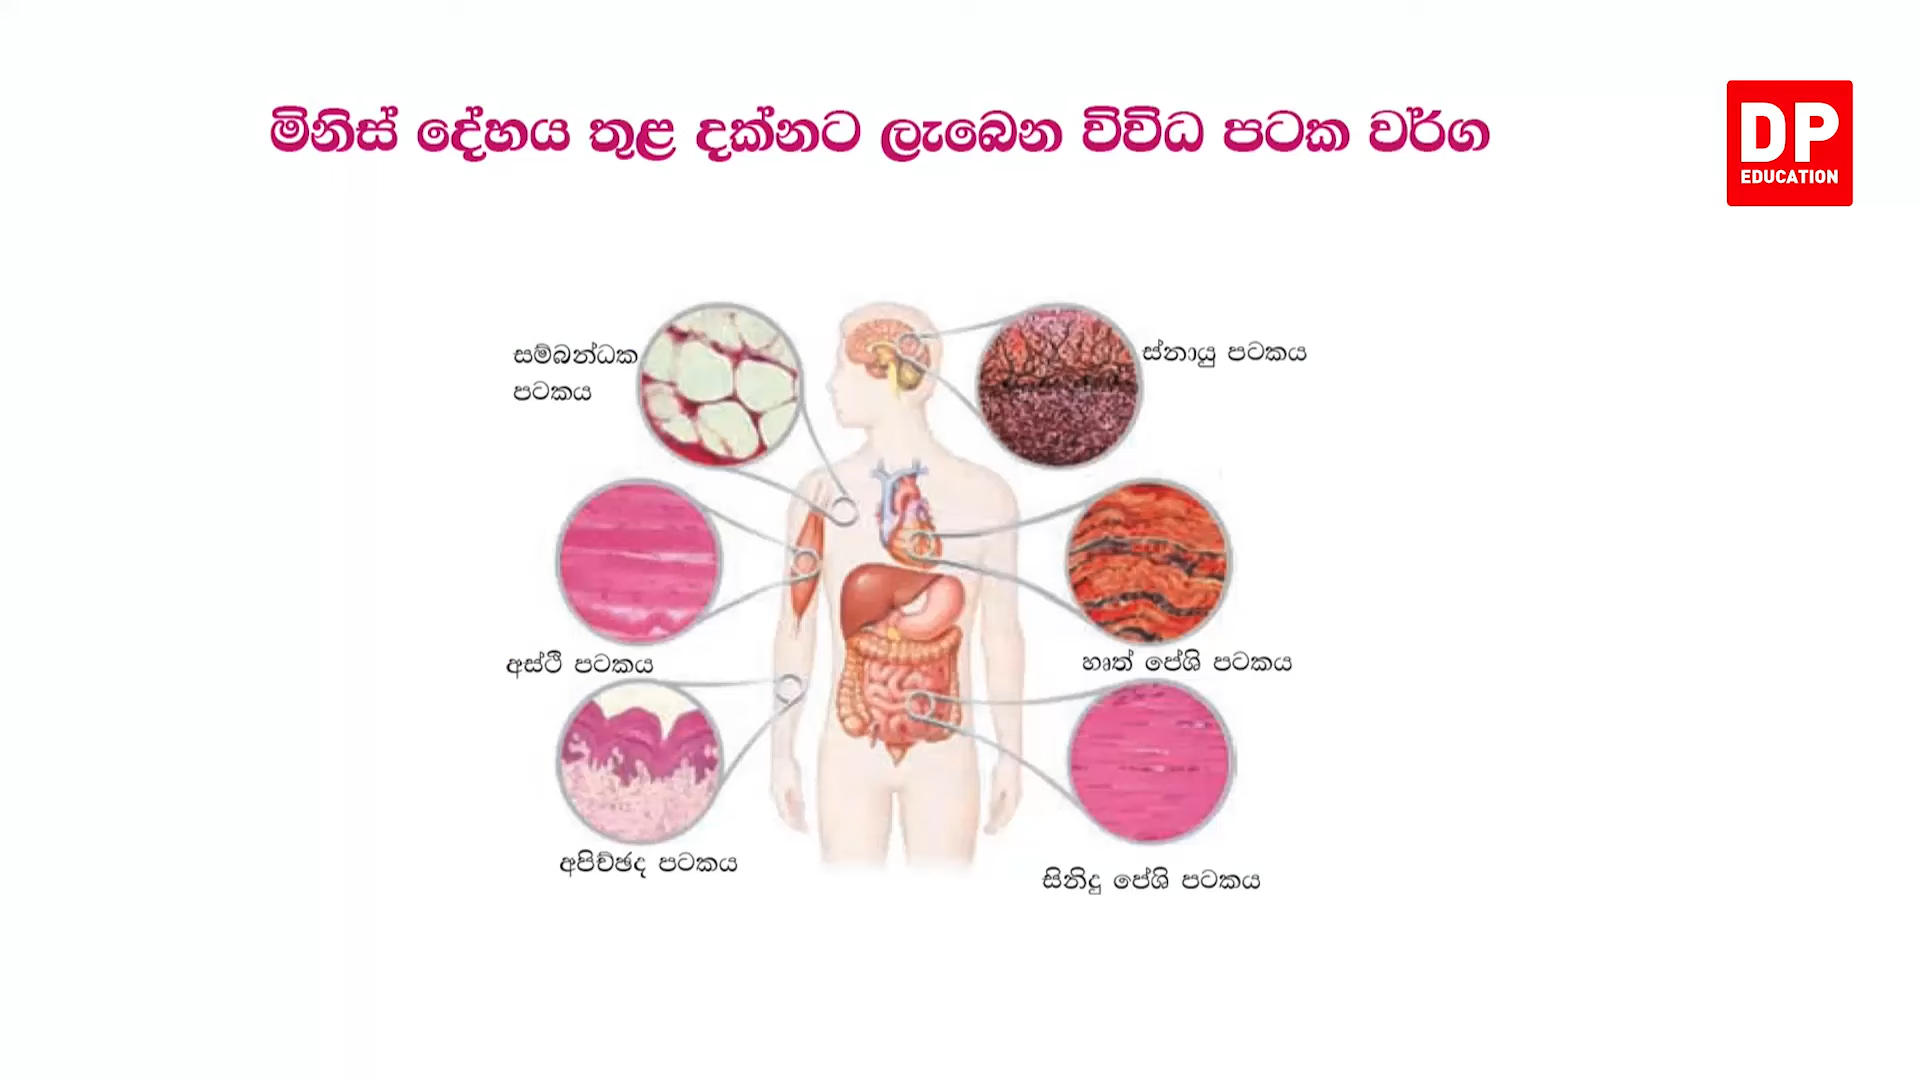 මිනිස් දේහය තුළ දක්නට ලැබෙන විවිධ පටක වර්ග
DP
EDUCATION
සම්බන්ධක
පටකය
ස්නායු පටකය
අස්ථි පටකය
හෘත් පේශි පටකය
අපිච්ඡද පටකය
සිනිදු පේශි පටකය